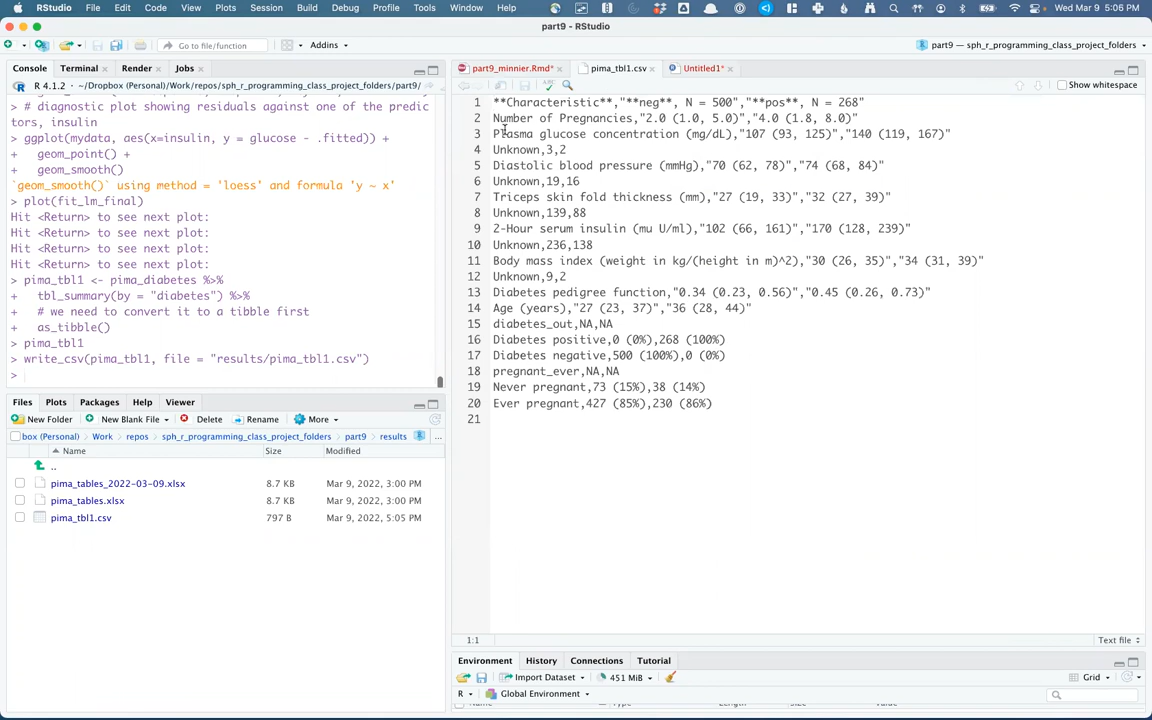 RStudio File Edit Code View Plots Session Build Debug Profile Tools Window Help Wed Mar 9 5:06 PM
part9 - RStudio
Go to file/function Addins part9 — sph_r_programming_class_project_folders
Console Terminal Render Jobs
R 4.1.2 · ~/Dropbox (Personal)/Work/repos/sph_r_programming_class_project_folders/part9/
> # diagnostic plot showing residuals against one of the predic
tors, insulin
> ggplot(mydata, aes(x=insulin, y = glucose - .fitted)) +
+ geom_point() +
+ geom_smooth()
`geom_smooth()` using method = 'loess' and formula 'y ~ x'
> plot(fit_lm_final)
Hit <Return> to see next plot:
Hit <Return> to see next plot:
Hit <Return> to see next plot:
Hit <Return> to see next plot:
> pima_tbl1 <- pima_diabetes %>%
+ tbl_summary(by = "diabetes") %>%
+ # we need to convert it to a tibble first
+ as_tibble()
> pima_tbl1
> write_csv(pima_tbl1, file = "results/pima_tbl1.csv")
>
Files Plots Packages Help Viewer
New Folder New Blank File Delete Rename More
box (Personal) Work repos sph_r_programming_class_project_folders part9 results ...
Name Size Modified
..
pima_tables_2022-03-09.xlsx 8.7 KB Mar 9, 2022, 3:00 PM
pima_tables.xlsx 8.7 KB Mar 9, 2022, 3:00 PM
pima_tbl1.csv 797 B Mar 9, 2022, 5:05 PM
part9_minnier.Rmd* pima_tbl1.csv Untitled1*
Show whitespace
1 **Characteristic**,"**neg**, N = 500","**pos**, N = 268"
2 Number of Pregnancies,"2.0 (1.0, 5.0)","4.0 (1.8, 8.0)"
3 Plasma glucose concentration (mg/dL),"107 (93, 125)","140 (119, 167)"
4 Unknown,3,2
5 Diastolic blood pressure (mmHg),"70 (62, 78)","74 (68, 84)"
6 Unknown,19,16
7 Triceps skin fold thickness (mm),"27 (19, 33)","32 (27, 39)"
8 Unknown,139,88
9 2-Hour serum insulin (mu U/ml),"102 (66, 161)","170 (128, 239)"
10 Unknown,236,138
11 Body mass index (weight in kg/(height in m)^2),"30 (26, 35)","34 (31, 39)"
12 Unknown,9,2
13 Diabetes pedigree function,"0.34 (0.23, 0.56)","0.45 (0.26, 0.73)"
14 Age (years),"27 (23, 37)","36 (28, 44)"
15 diabetes_out,NA,NA
16 Diabetes positive,0 (0%),268 (100%)
17 Diabetes negative,500 (100%),0 (0%)
18 pregnant_ever,NA,NA
19 Never pregnant,73 (15%),38 (14%)
20 Ever pregnant,427 (85%),230 (86%)
21
1:1 Text file
Environment History Connections Tutorial
Import Dataset 451 MiB Grid
R Global Environment